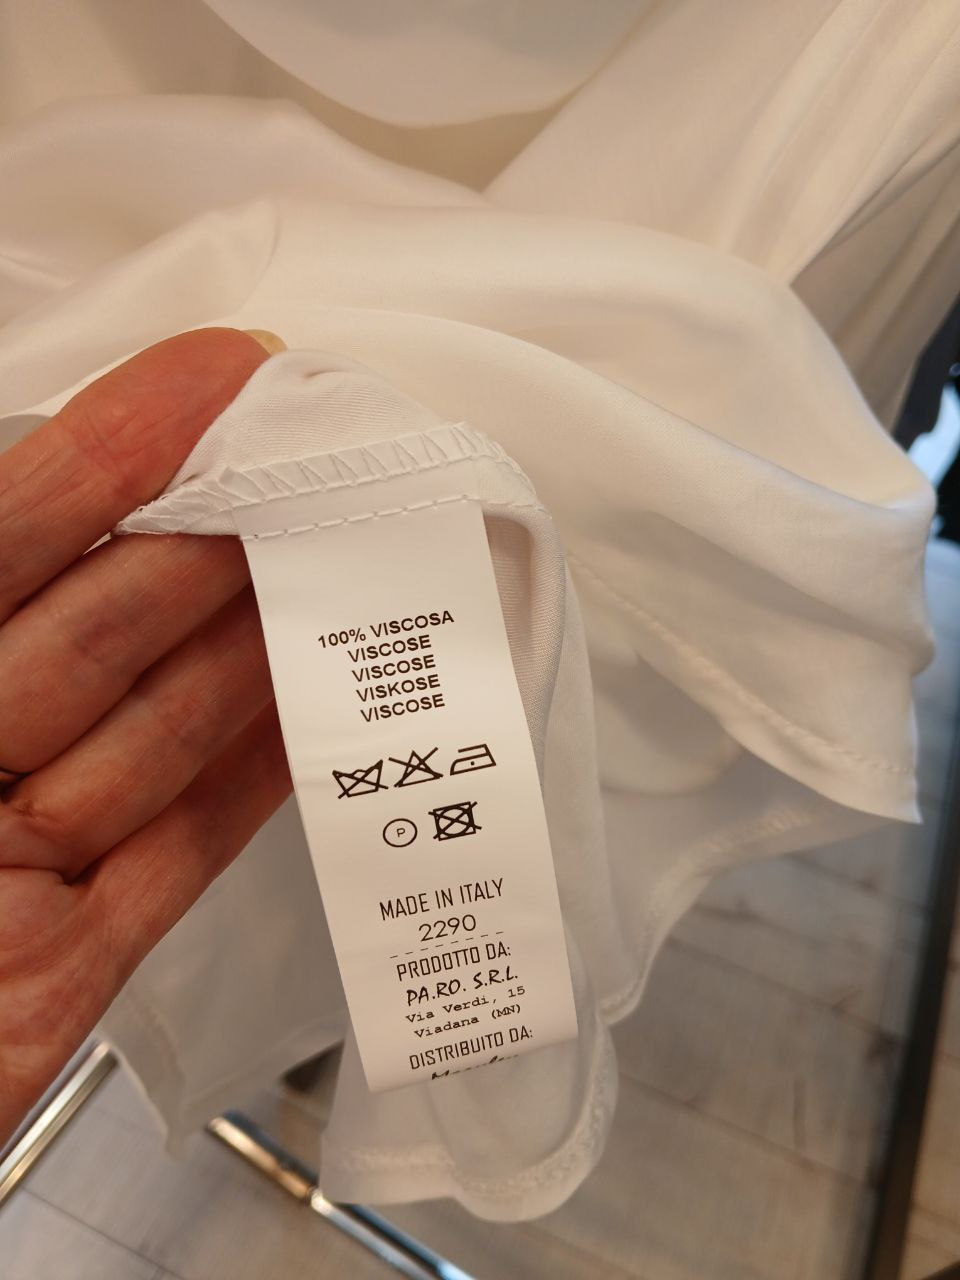 100% VISCOSA
VISCOSE
VISCOSE
VISKOSE
VISCOSE
P
MADE IN ITALY
2290
PRODOTTO DA:
PA.RO. S.R.L.
Via Verdi, 15
Viadana (MN)
DISTRIBUITO DA: